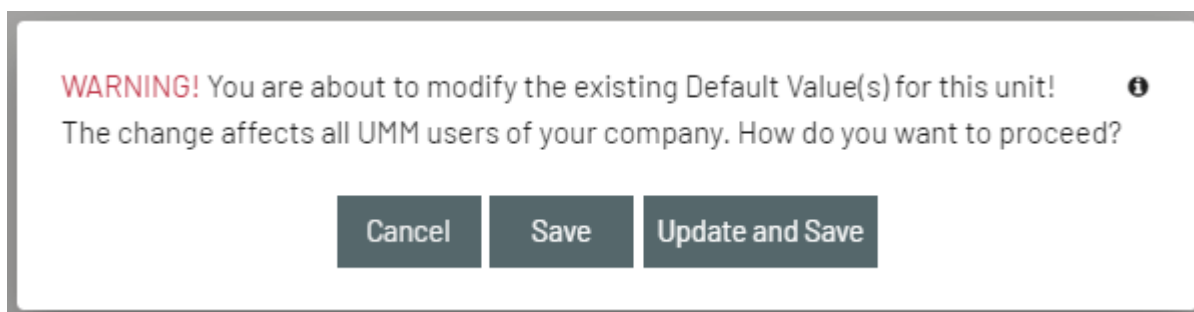 WARNING! You are about to modify the existing Default Value(s) for this unit!
The change affects all UMM users of your company. How do you want to proceed?
Cancel Save Update and Save